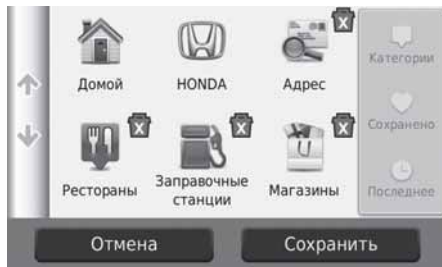 Домой
HONDA
Адрес
Категории
Сохранено
Рестораны
Заправочные
станции
Магазины
Последнее
Отмена
Сохранить